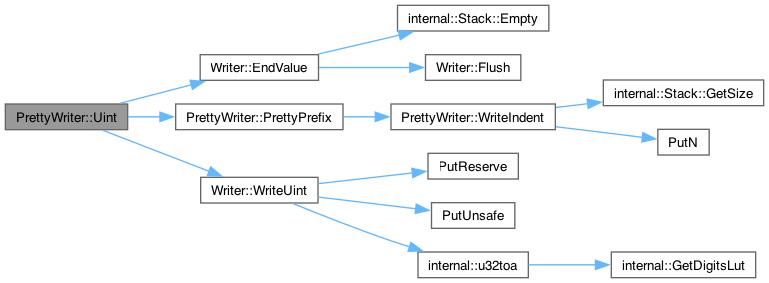 internal::Stack::Empty
Writer::EndValue
Writer::Flush
internal::Stack::GetSize
PrettyWriter::Uint
PrettyWriter::PrettyPrefix
PrettyWriter::WriteIndent
PutN
PutReserve
Writer::WriteUint
PutUnsafe
internal::u32toa
internal::GetDigitsLut